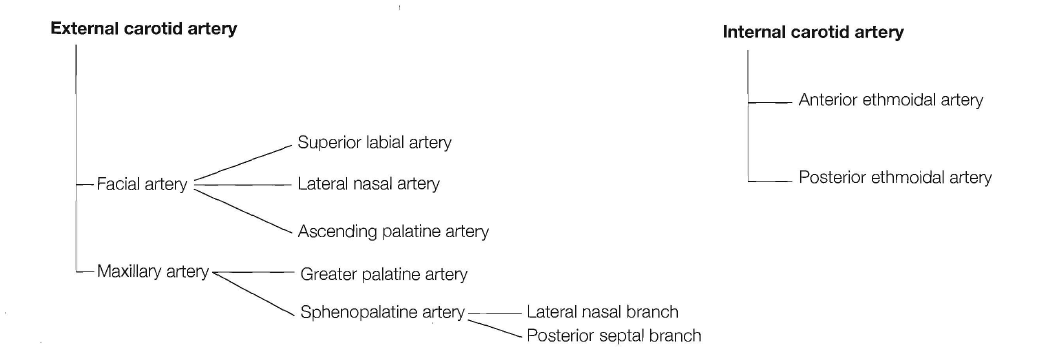 External carotid artery
Internal carotid artery
Anterior ethmoidal artery
Superior labial artery
Facial artery
Lateral nasal artery
Posterior ethmoidal artery
Ascending palatine artery
Maxillary artery
Greater palatine artery
Sphenopalatine artery
Lateral nasal branch
Posterior septal branch